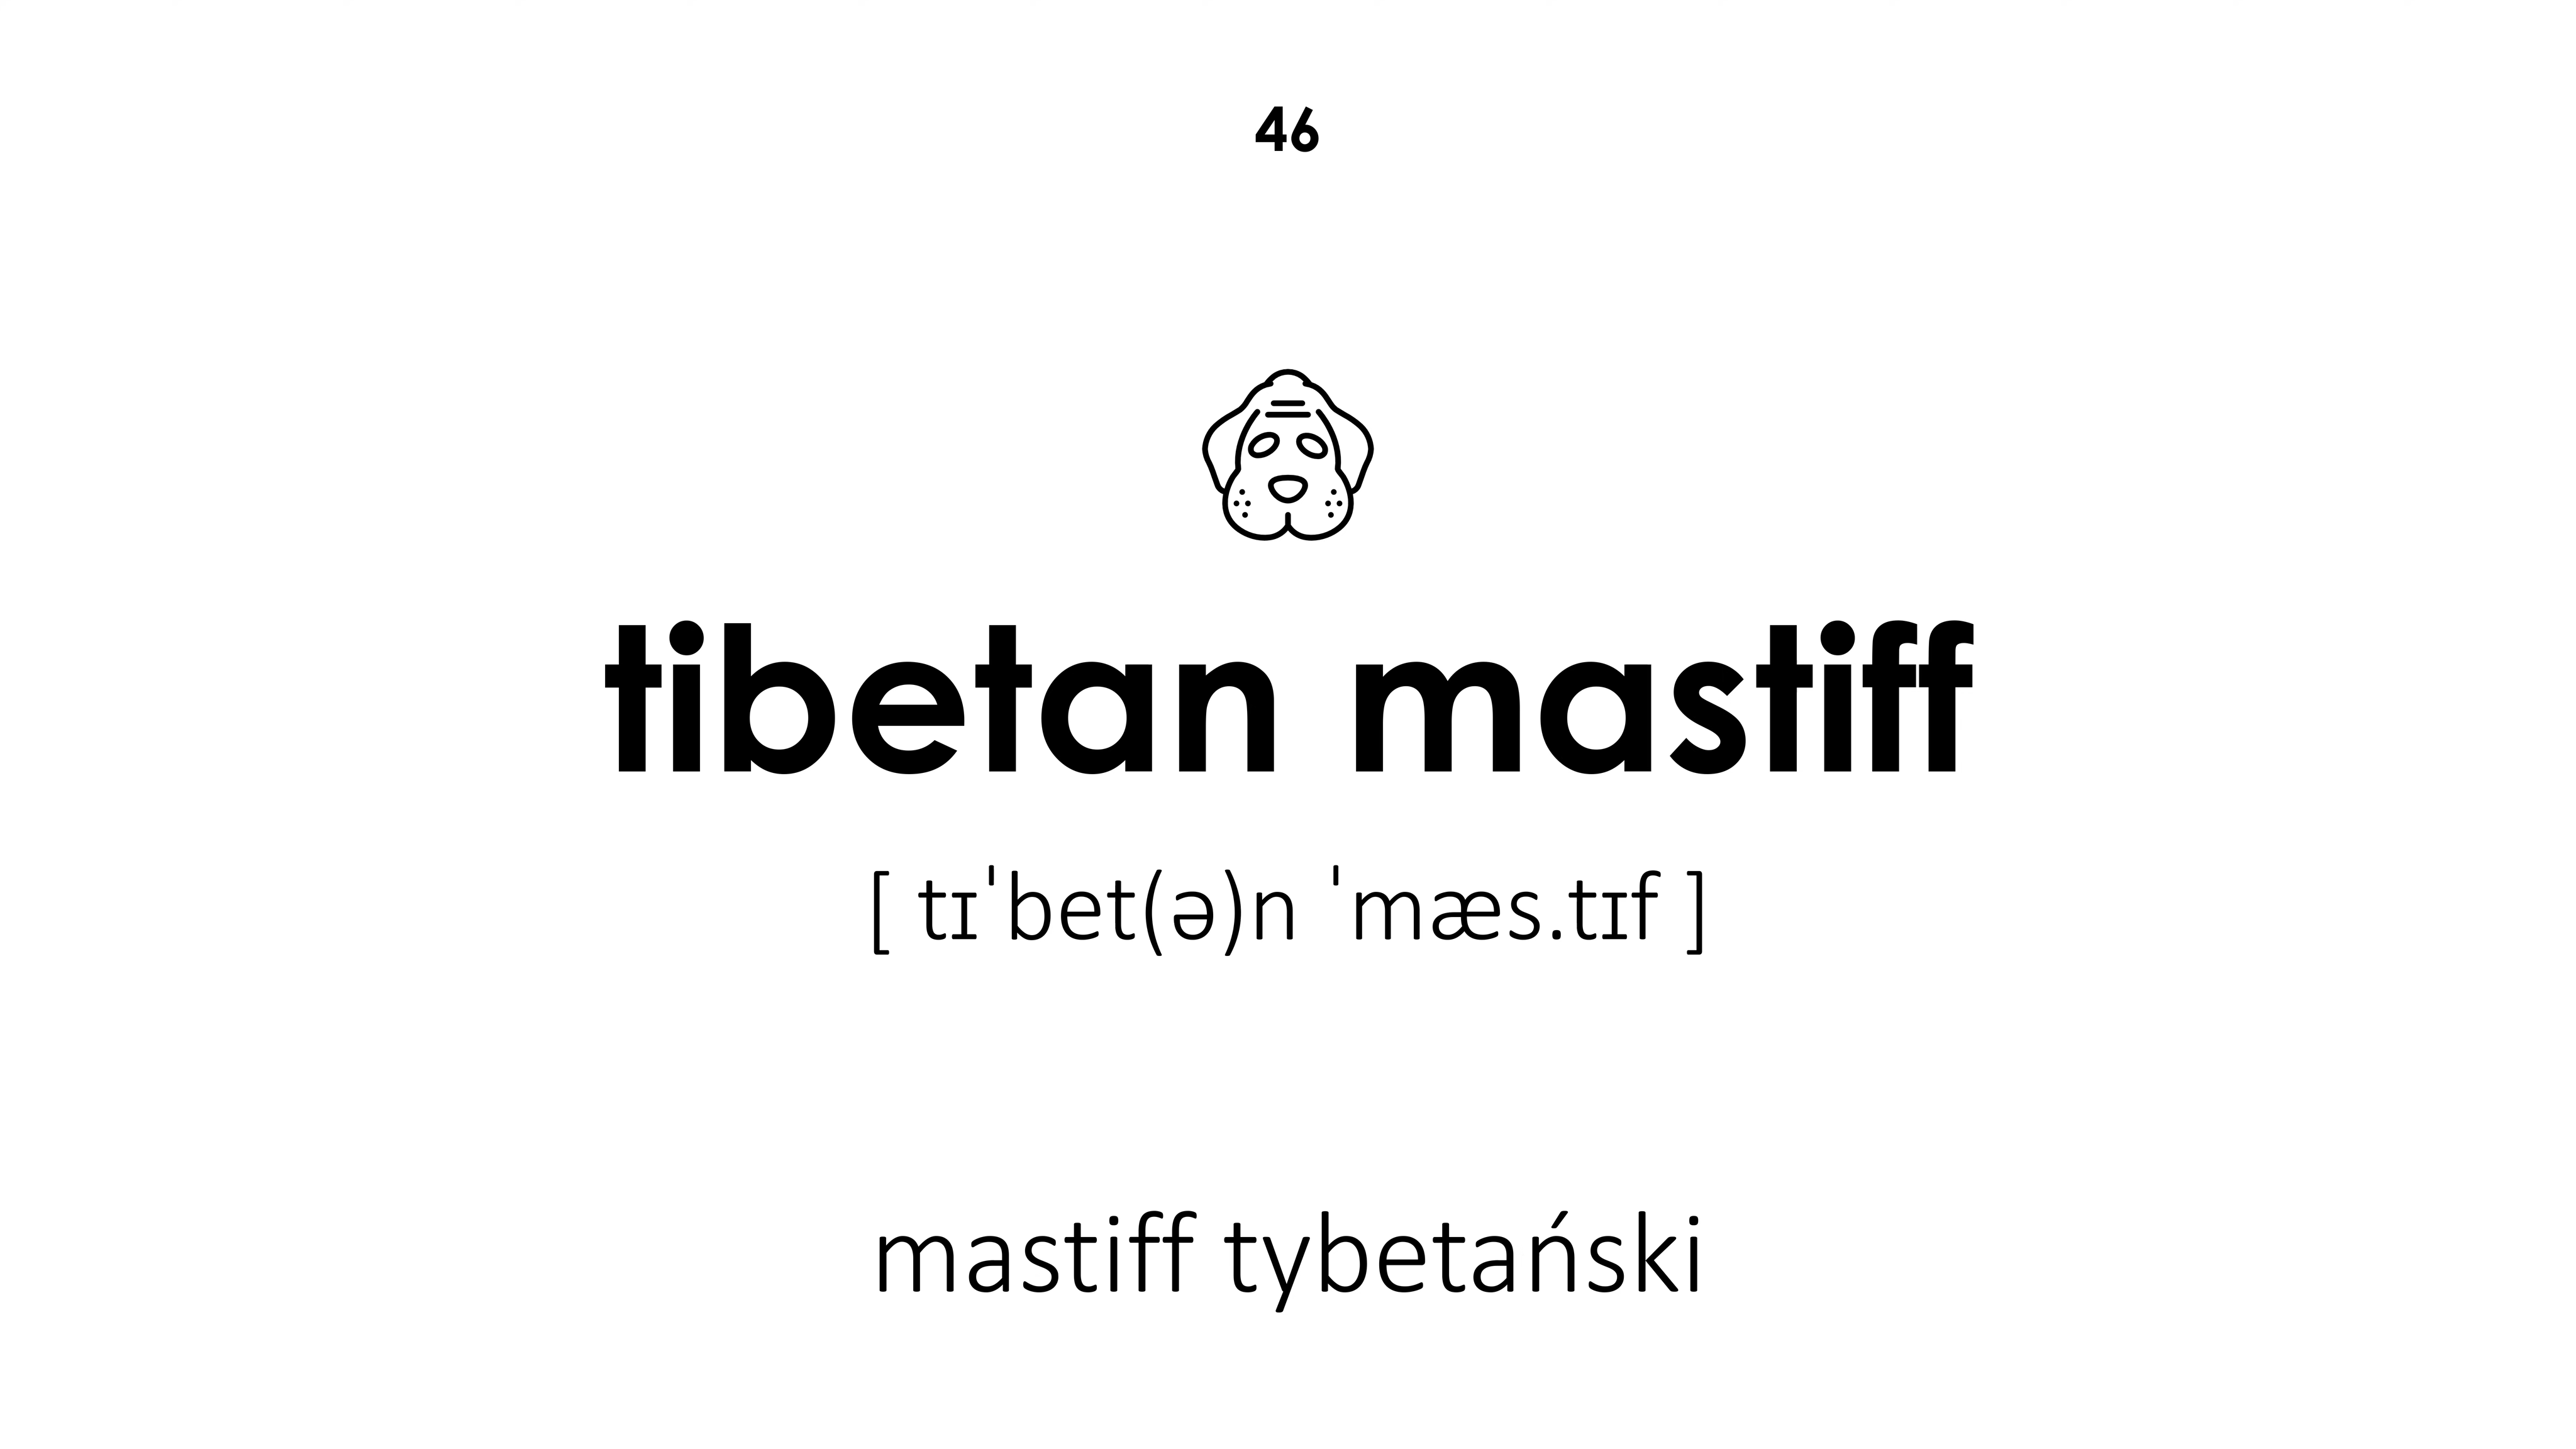 46
tibetan mastiff
[ tɪˈbet(ə)n ˈmæs.tɪf ]
mastiff tybetański